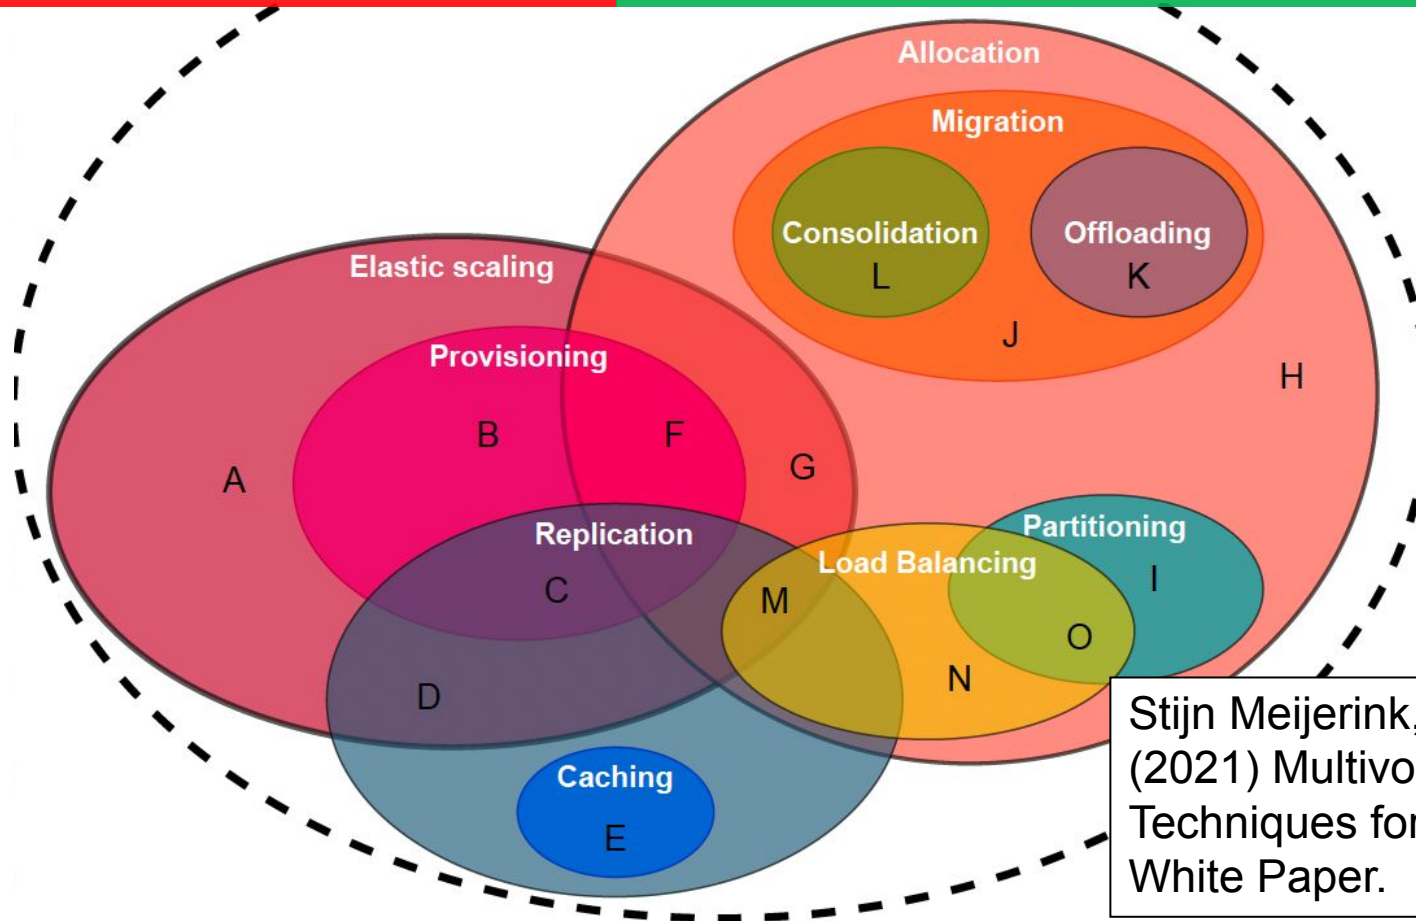 Allocation
Migration
Consolidation
Offloading
L
K
Elastic scaling
J
Provisioning
H
B
F
G
A
Replication
Partitioning
Load Balancing
C
M
I
O
D
N
Caching
E
Stijn Meijerink,
(2021) Multivo
Techniques for
White Paper.